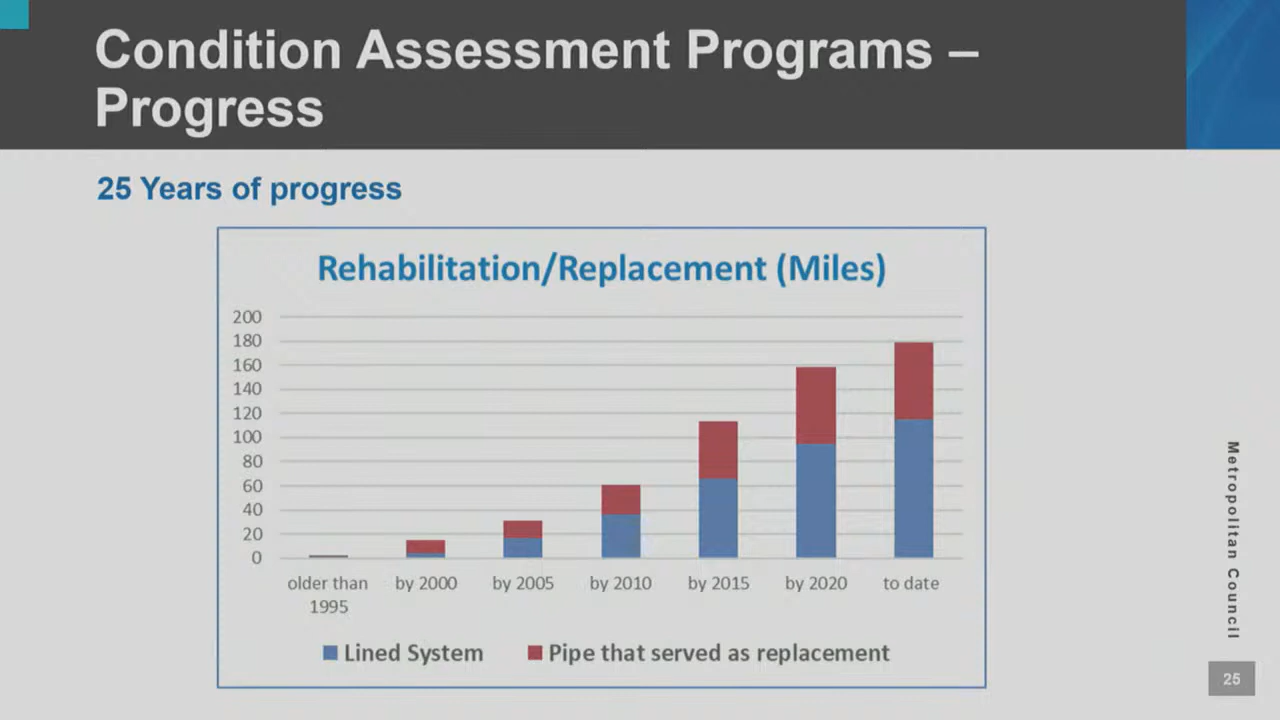 Condition Assessment Programs –
Progress
25 Years of progress
Rehabilitation/Replacement (Miles)
200
180
160
140
120
100
80
60
40
20
0
older than
1995
by 2000
by 2005
by 2010
by 2015
by 2020
to date
Lined System
Pipe that served as replacement
Metropolitan Council
25